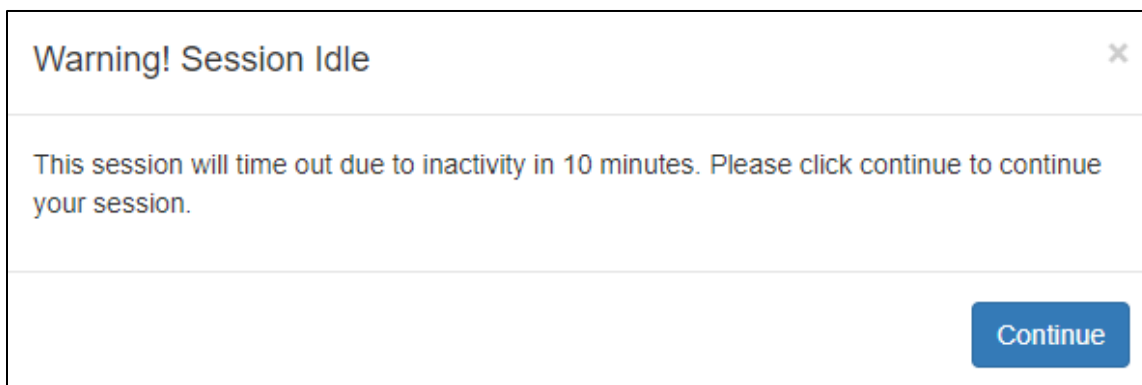 Warning! Session Idle
×
This session will time out due to inactivity in 10 minutes. Please click continue to continue
your session.
Continue